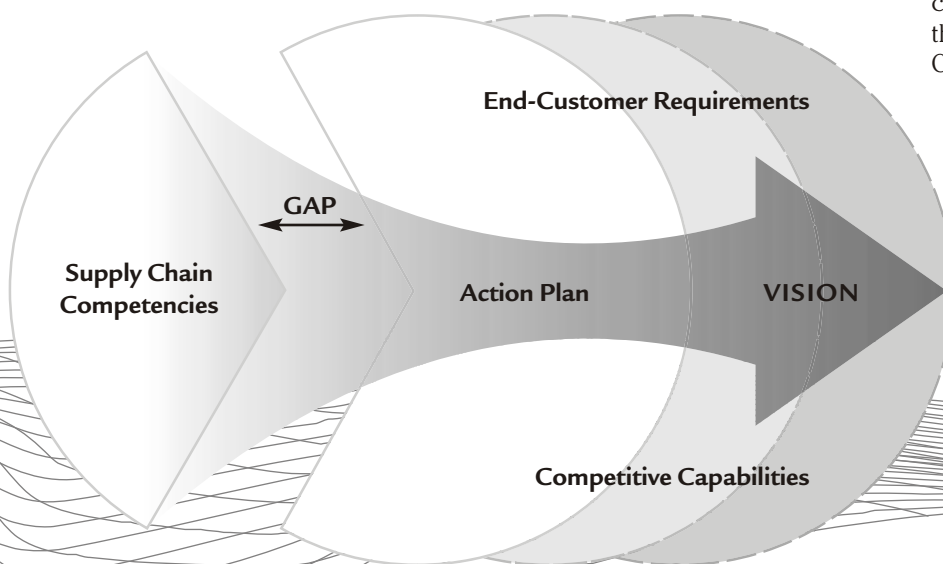 End-Customer Requirements
GAP
Supply Chain
Competencies
Action Plan
VISION
Competitive Capabilities